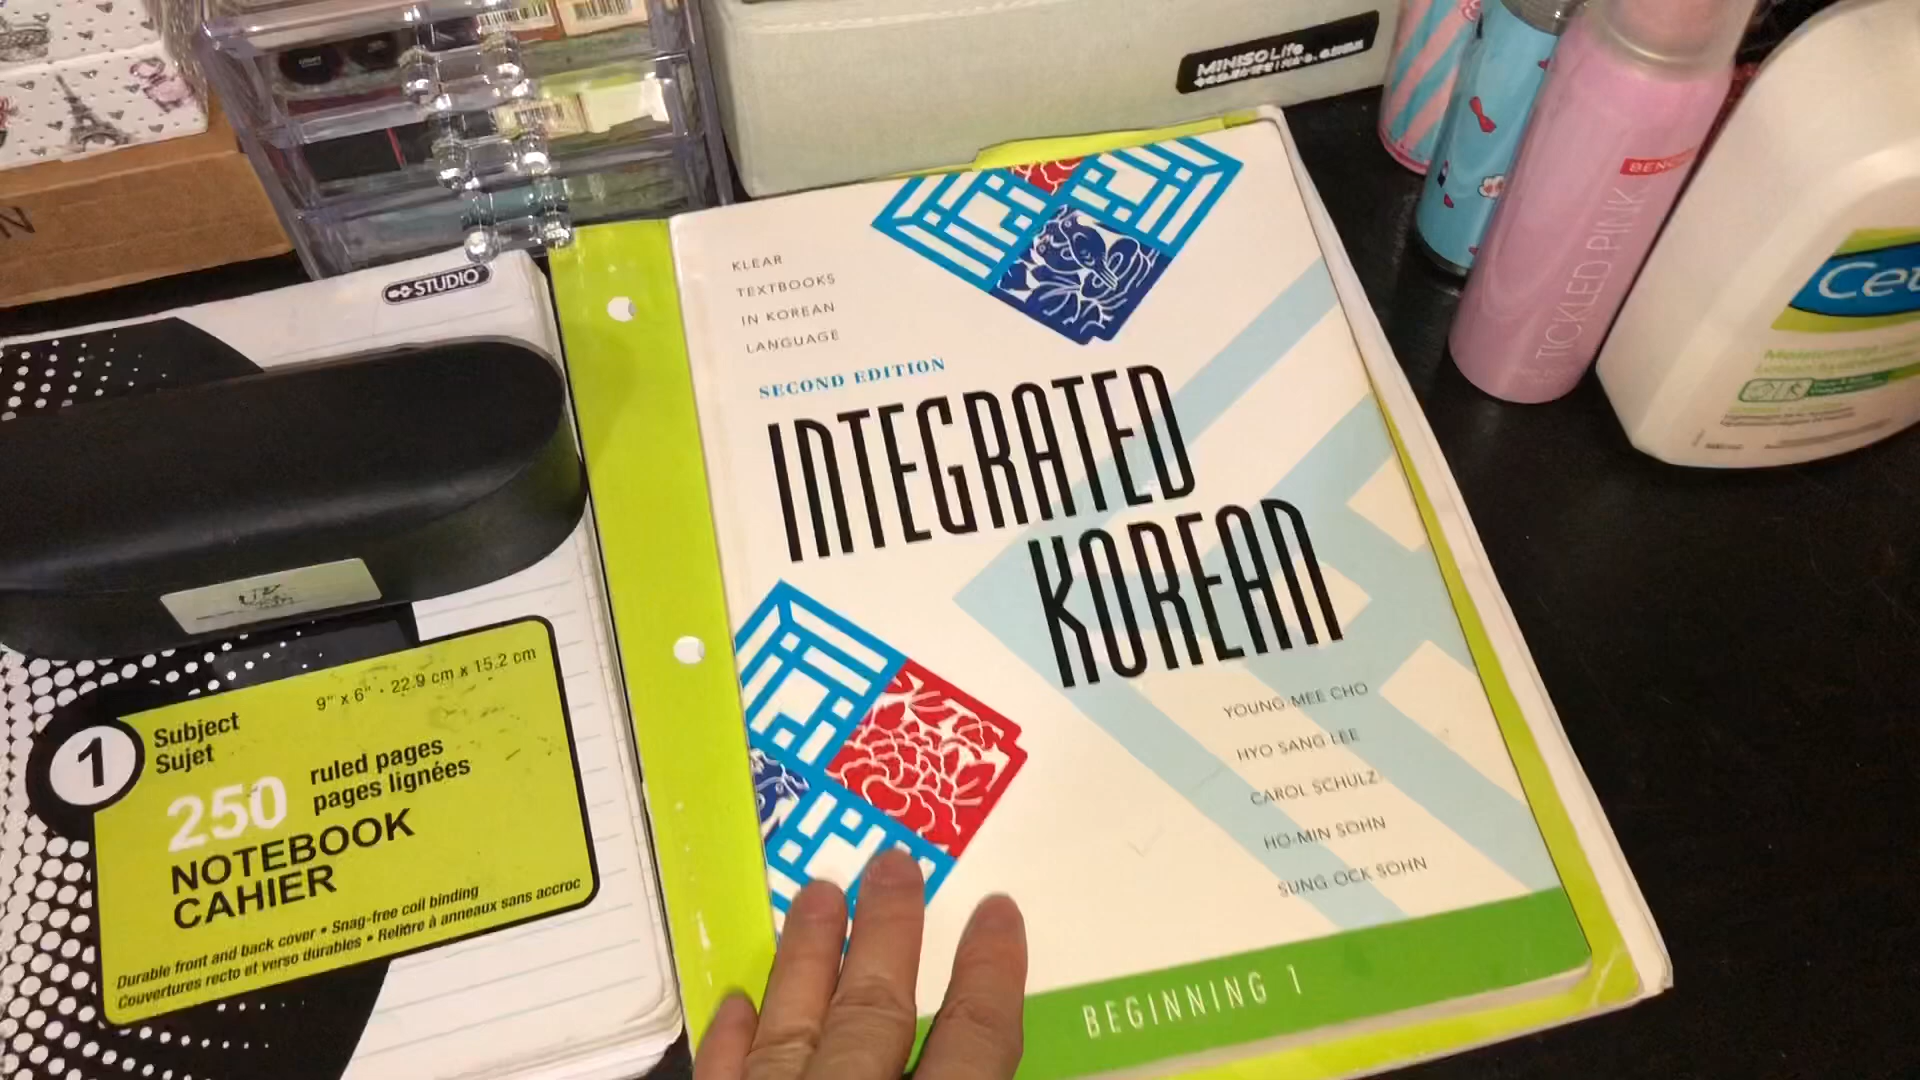 MINISO Life
BENCH
TICKLED PINK
STUDIO
KLEAR
TEXTBOOKS
IN KOREAN
LANGUAGE
SECOND EDITION
INTEGRATED
KOREAN
YOUNG-MEE CHO
HYO SANG LEE
CAROL SCHULZ
HO-MIN SOHN
SUNG-OCK SOHN
BEGINNING 1
9" x 6" · 22.9 cm x 15.2 cm
1
Subject
Sujet
250
ruled pages
pages lignées
NOTEBOOK
CAHIER
Durable front and back cover • Snag-free coil binding
Couvertures recto et verso durables • Reliure à anneaux sans accroc